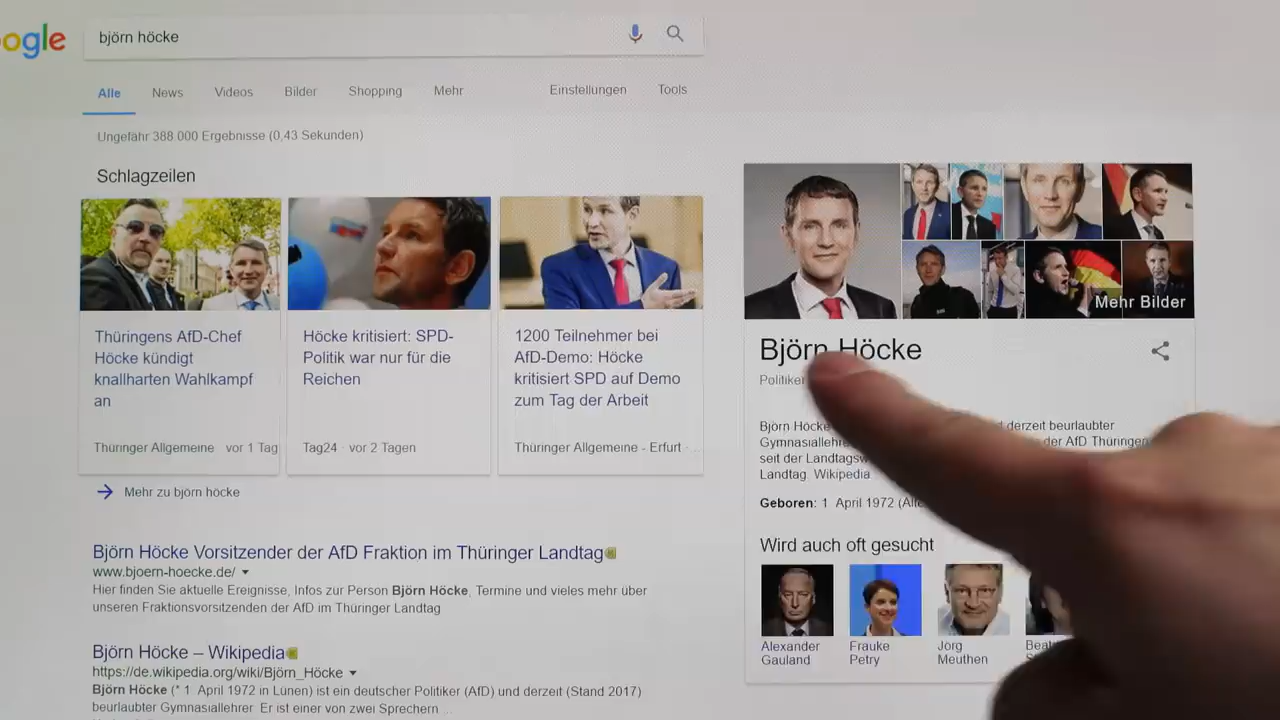 ogle
björn höcke
Alle News Videos Bilder Shopping Mehr Einstellungen Tools
Ungefähr 388.000 Ergebnisse (0,43 Sekunden)
Schlagzeilen
Thüringens AfD-Chef
Höcke kündigt
knallharten Wahlkampf
an
Thüringer Allgemeine vor 1 Tag
Höcke kritisiert: SPD-
Politik war nur für die
Reichen
Tag24 · vor 2 Tagen
1200 Teilnehmer bei
AfD-Demo: Höcke
kritisiert SPD auf Demo
zum Tag der Arbeit
Thüringer Allgemeine - Erfurt · ..
Mehr zu björn höcke
Björn Höcke Vorsitzender der AfD Fraktion im Thüringer Landtag
www.bjoern-hoecke.de/
Hier finden Sie aktuelle Ereignisse, Infos zur Person Björn Höcke, Termine und vieles mehr über
unseren Fraktionsvorsitzenden der AfD im Thüringer Landtag
Björn Höcke – Wikipedia
https://de.wikipedia.org/wiki/Björn_Höcke
Björn Höcke (* 1. April 1972 in Lünen) ist ein deutscher Politiker (AfD) und derzeit (Stand 2017)
beurlaubter Gymnasiallehrer. Er ist einer von zwei Sprechern ...
Mehr Bilder
Björn Höcke
Politiker
Björn Höcke derzeit beurlaubter
Gymnasiallehre der AfD Thüringen
seit der Landtagsw
Landtag. Wikipedia
Geboren: 1. April 1972 (Alte
Wird auch oft gesucht
Alexander
Gauland
Frauke
Petry
Jörg
Meuthen
Beat